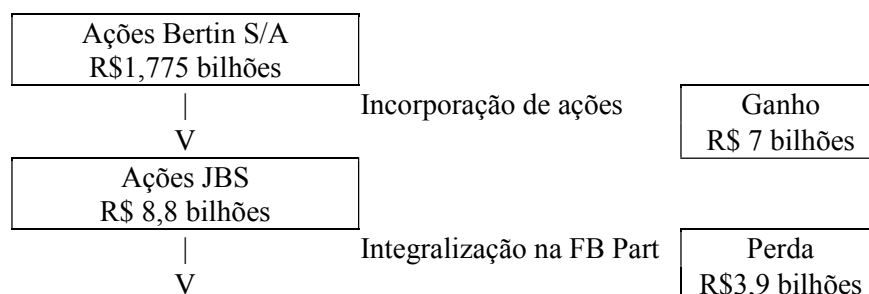 Ações Bertin S/A
R$1,775 bilhões
| Incorporação de ações Ganho
V R$ 7 bilhões
Ações JBS
R$ 8,8 bilhões
| Integralização na FB Part Perda
V R$3,9 bilhões